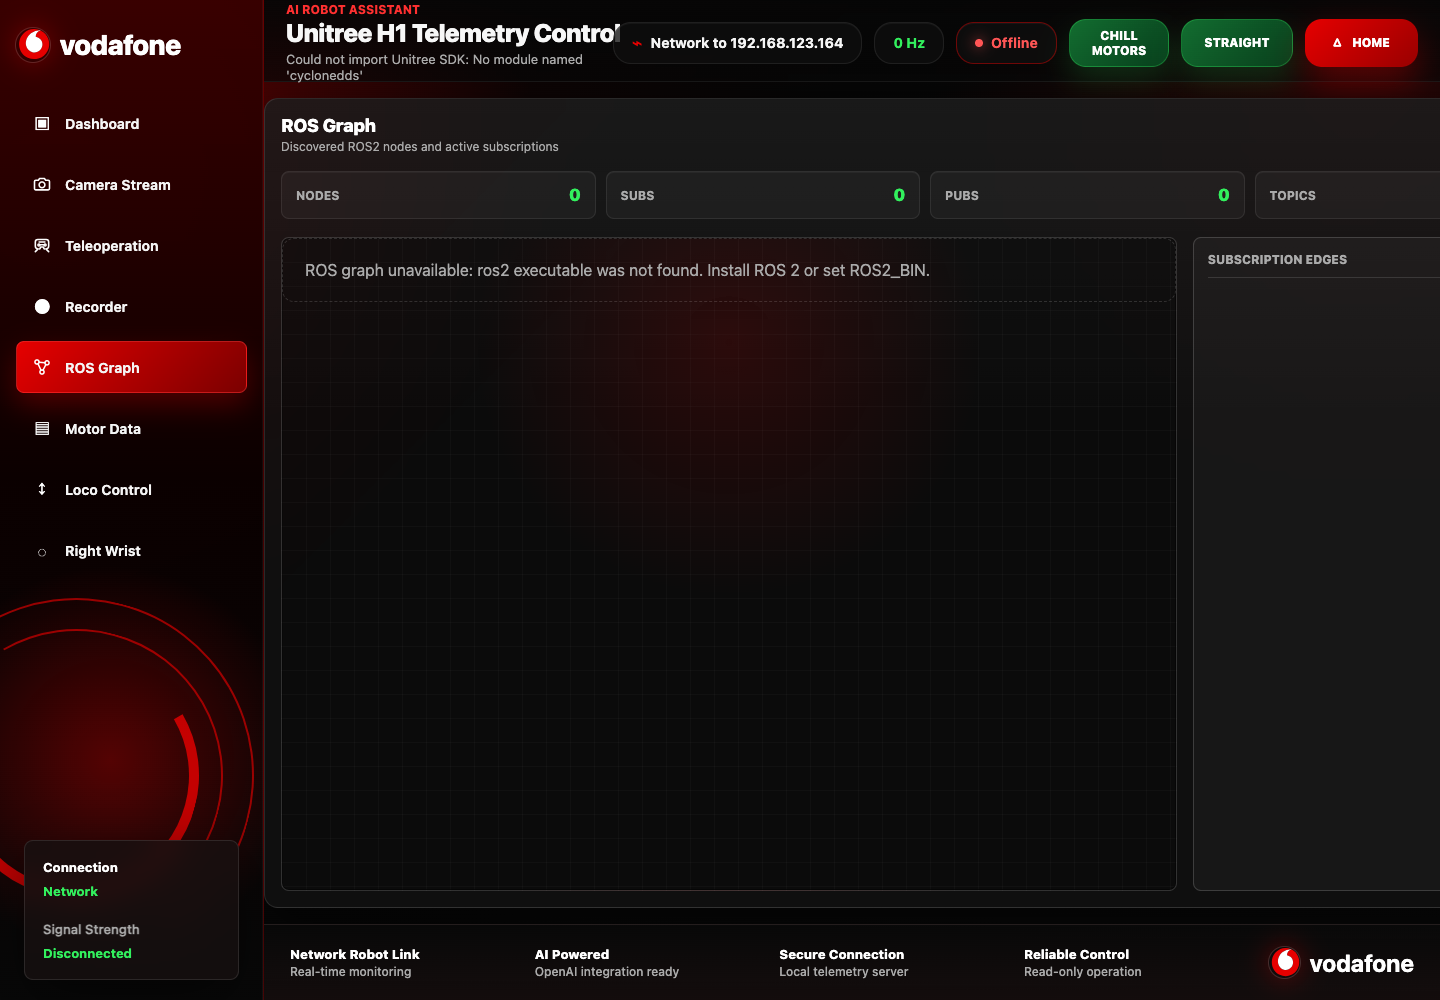 vodafone
Dashboard
Camera Stream
Teleoperation
Recorder
ROS Graph
Motor Data
Loco Control
Right Wrist
Connection
Network
Signal Strength
Disconnected
AI ROBOT ASSISTANT
Unitree H1 Telemetry Control
Could not import Unitree SDK: No module named
'cyclonedds'
Network to 192.168.123.164
0 Hz
Offline
CHILL
MOTORS
STRAIGHT
HOME
ROS Graph
Discovered ROS2 nodes and active subscriptions
NODES 0
SUBS 0
PUBS 0
TOPICS
ROS graph unavailable: ros2 executable was not found. Install ROS 2 or set ROS2_BIN.
SUBSCRIPTION EDGES
Network Robot Link
Real-time monitoring
AI Powered
OpenAI integration ready
Secure Connection
Local telemetry server
Reliable Control
Read-only operation
vodafone